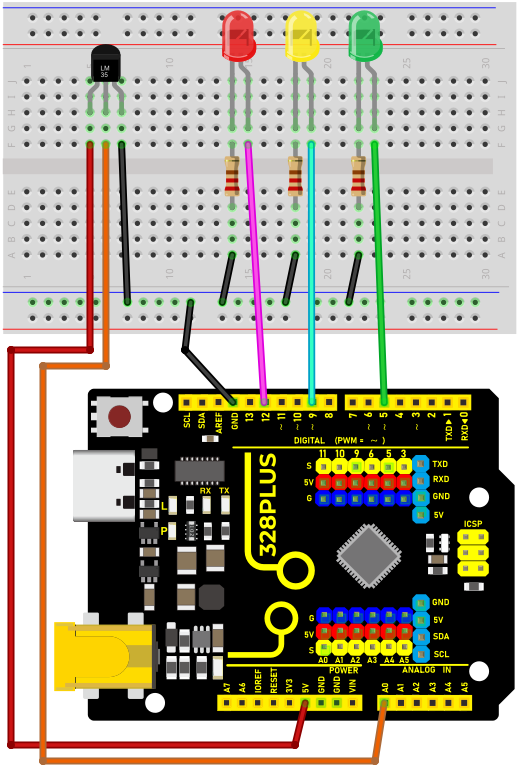 1 5 10 15 20 25 30
J
I
H
G
F
LM
35
E
D
C
B
A
1 5 10 15 20 25 30
SCL SDA AREF GND 13 12 ~11 ~10 ~9 8 7 ~6 ~5 4 ~3 2 TXD▶1 RXD◀0
DIGITAL (PWM = ~)
11 10 9 6 5 3
S
5V
G
TXD
RXD
GND
5V
RX TX
L
P
328PLUS
ICSP
G
5V
S
A0 A1 A2 A3 A4 A5
GND
5V
SDA
SCL
POWER
ANALOG IN
A7 A6 IOREF RESET 3V3 5V GND GND VIN A0 A1 A2 A3 A4 A5